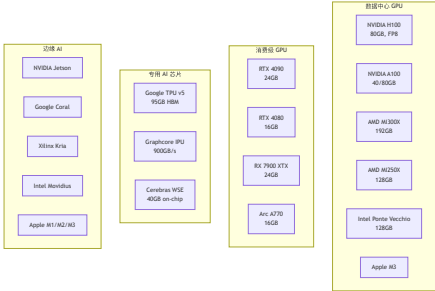 边缘 AI
NVIDIA Jetson
Google Coral
Xilinx Kria
Intel Movidius
Apple M1/M2/M3
专用 AI 芯片
Google TPU v5
95GB HBM
Graphcore IPU
900GB/s
Cerebras WSE
40GB on-chip
消费级 GPU
RTX 4090
24GB
RTX 4080
16GB
RX 7900 XTX
24GB
Arc A770
16GB
数据中心 GPU
NVIDIA H100
80GB, FP8
NVIDIA A100
40/80GB
AMD MI300X
192GB
AMD MI250X
128GB
Intel Ponte Vecchio
128GB
Apple M3